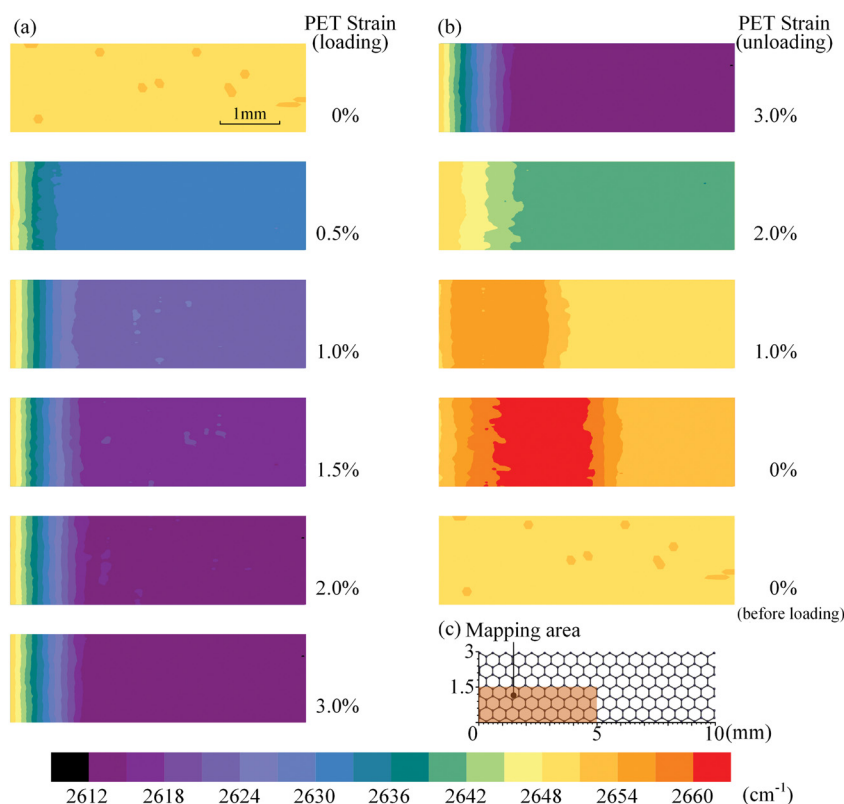 (a)
PET Strain
(loading)
1mm
0%
0.5%
1.0%
1.5%
2.0%
3.0%
(b)
PET Strain
(unloading)
3.0%
2.0%
1.0%
0%
0%
(before loading)
(c) Mapping area
3
1.5
0 5 10(mm)
2612 2618 2624 2630 2636 2642 2648 2654 2660 (cm⁻¹)